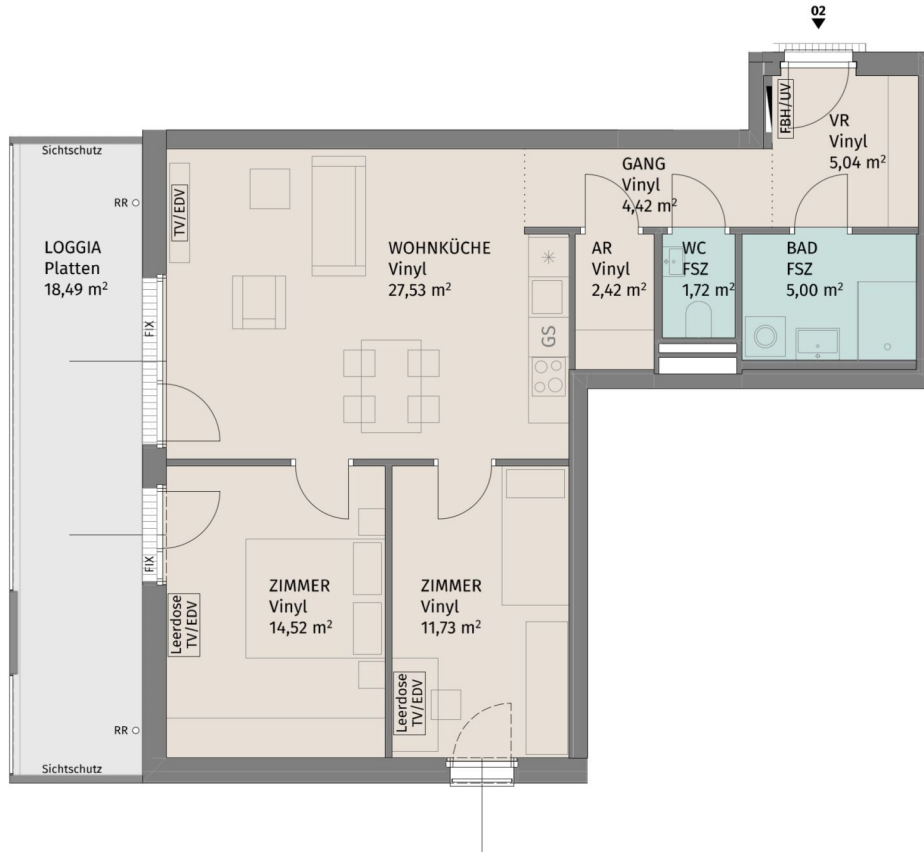 02
FBH/UV
VR
Vinyl
5,04 m²
Sichtschutz
GANG
Vinyl
4,42 m²
RR
TV/EDV
LOGGIA
Platten
18,49 m²
WOHNKÜCHE
Vinyl
27,53 m²
AR
Vinyl
2,42 m²
WC
FSZ
1,72 m²
BAD
FSZ
5,00 m²
FIX
GS
FIX
ZIMMER
Vinyl
14,52 m²
ZIMMER
Vinyl
11,73 m²
Leerdose
TV/EDV
Leerdose
TV/EDV
RR
Sichtschutz